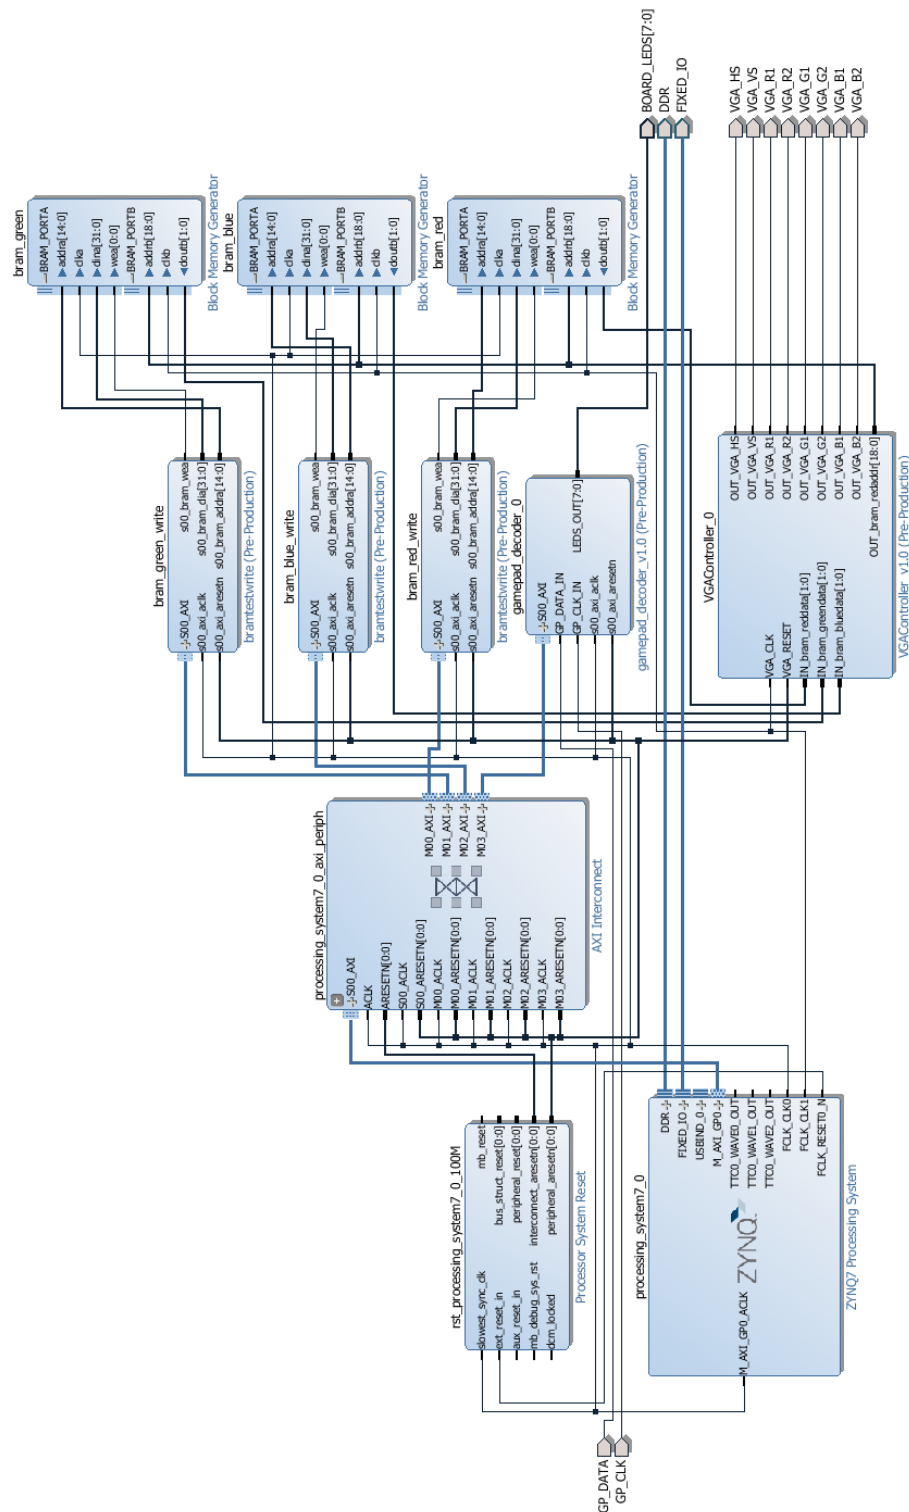 GP_DATA
GP_CLK
rst_processing_system7_0_100M
slowest_sync_clk
ext_reset_in
aux_reset_in
mb_debug_sys_rst
dcm_locked
mb_reset
bus_struct_reset[0:0]
peripheral_reset[0:0]
interconnect_aresetn[0:0]
peripheral_aresetn[0:0]
Processor System Reset
processing_system7_0
M_AXI_GP0_ACLK
ZYNQ
DDR
FIXED_IO
USBIND_0
M_AXI_GP0
TTC0_WAVE0_OUT
TTC0_WAVE1_OUT
TTC0_WAVE2_OUT
FCLK_CLK0
FCLK_CLK1
FCLK_RESET0_N
ZYNQ7 Processing System
processing_system7_0_axi_periph
S00_AXI
ACLK
ARESETN[0:0]
S00_ACLK
S00_ARESETN[0:0]
M00_ACLK
M00_ARESETN[0:0]
M01_ACLK
M01_ARESETN[0:0]
M02_ACLK
M02_ARESETN[0:0]
M03_ACLK
M03_ARESETN[0:0]
M00_AXI
M01_AXI
M02_AXI
M03_AXI
AXI Interconnect
bram_green_write
S00_AXI
s00_axi_aclk
s00_axi_aresetn
s00_bram_wea
s00_bram_dia[31:0]
s00_bram_addra[14:0]
bramtestwrite (Pre-Production)
bram_blue_write
S00_AXI
s00_axi_aclk
s00_axi_aresetn
s00_bram_wea
s00_bram_dia[31:0]
s00_bram_addra[14:0]
bramtestwrite (Pre-Production)
bram_red_write
S00_AXI
s00_axi_aclk
s00_axi_aresetn
s00_bram_wea
s00_bram_dia[31:0]
s00_bram_addra[14:0]
bramtestwrite (Pre-Production)
gamepad_decoder_0
S00_AXI
GP_DATA_IN
GP_CLK_IN
s00_axi_aclk
s00_axi_aresetn
LEDS_OUT[7:0]
gamepad_decoder_v1.0 (Pre-Production)
VGAController_0
VGA_CLK
VGA_RESET
IN_bram_reddata[1:0]
IN_bram_greendata[1:0]
IN_bram_bluedata[1:0]
OUT_VGA_HS
OUT_VGA_VS
OUT_VGA_R1
OUT_VGA_R2
OUT_VGA_G1
OUT_VGA_G2
OUT_VGA_B1
OUT_VGA_B2
OUT_bram_redaddr[18:0]
VGAController_v1.0 (Pre-Production)
bram_green
BRAM_PORTA
addra[14:0]
clka
dina[31:0]
wea[0:0]
BRAM_PORTB
addrb[18:0]
clkb
doutb[1:0]
Block Memory Generator
bram_blue
BRAM_PORTA
addra[14:0]
clka
dina[31:0]
wea[0:0]
BRAM_PORTB
addrb[18:0]
clkb
doutb[1:0]
Block Memory Generator
bram_red
BRAM_PORTA
addra[14:0]
clka
dina[31:0]
wea[0:0]
BRAM_PORTB
addrb[18:0]
clkb
doutb[1:0]
Block Memory Generator
BOARD_LEDS[7:0]
DDR
FIXED_IO
VGA_HS
VGA_VS
VGA_R1
VGA_R2
VGA_G1
VGA_G2
VGA_B1
VGA_B2